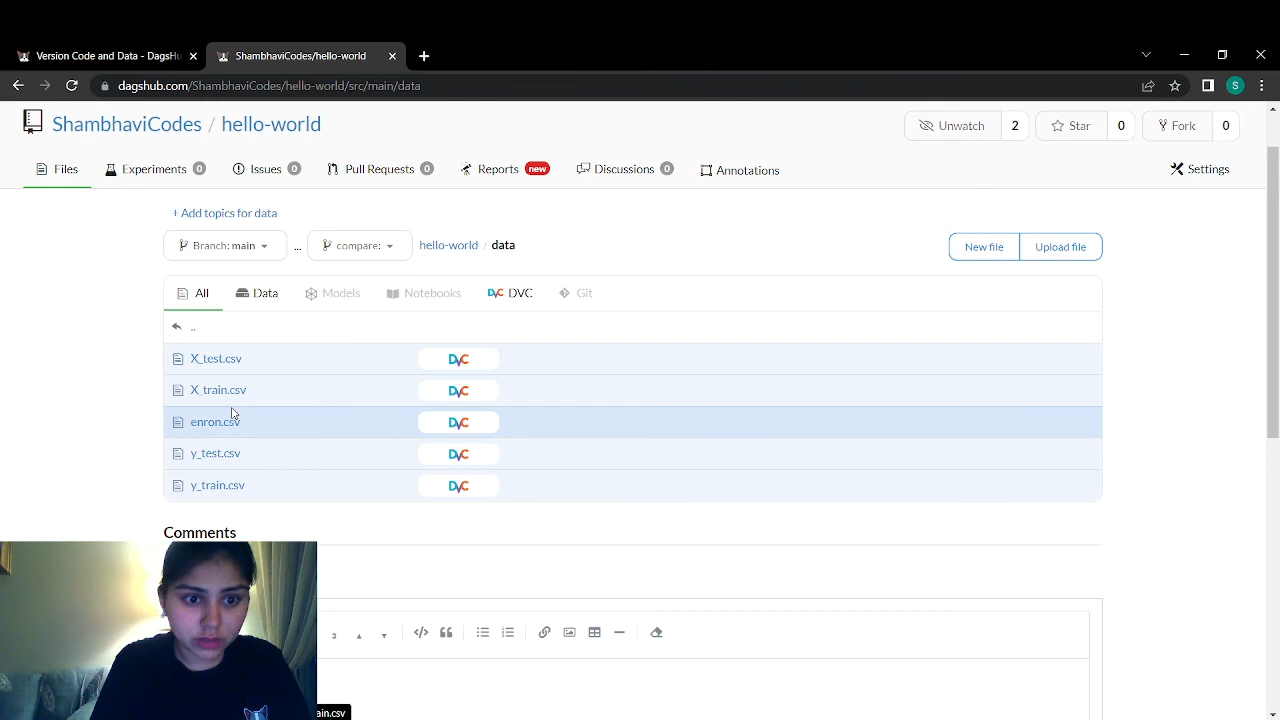 Version Code and Data - DagsHu
ShambhaviCodes/hello-world
dagshub.com/ShambhaviCodes/hello-world/src/main/data
S
ShambhaviCodes / hello-world
Unwatch 2 Star 0 Fork 0
Files Experiments 0 Issues 0 Pull Requests 0 Reports new Discussions 0 Annotations Settings
+ Add topics for data
Branch: main ... compare: hello-world / data New file Upload file
All Data Models Notebooks DVC DVC Git
..
X_test.csv DVC
X_train.csv DVC
enron.csv DVC
y_test.csv DVC
y_train.csv DVC
Comments
3
ain.csv